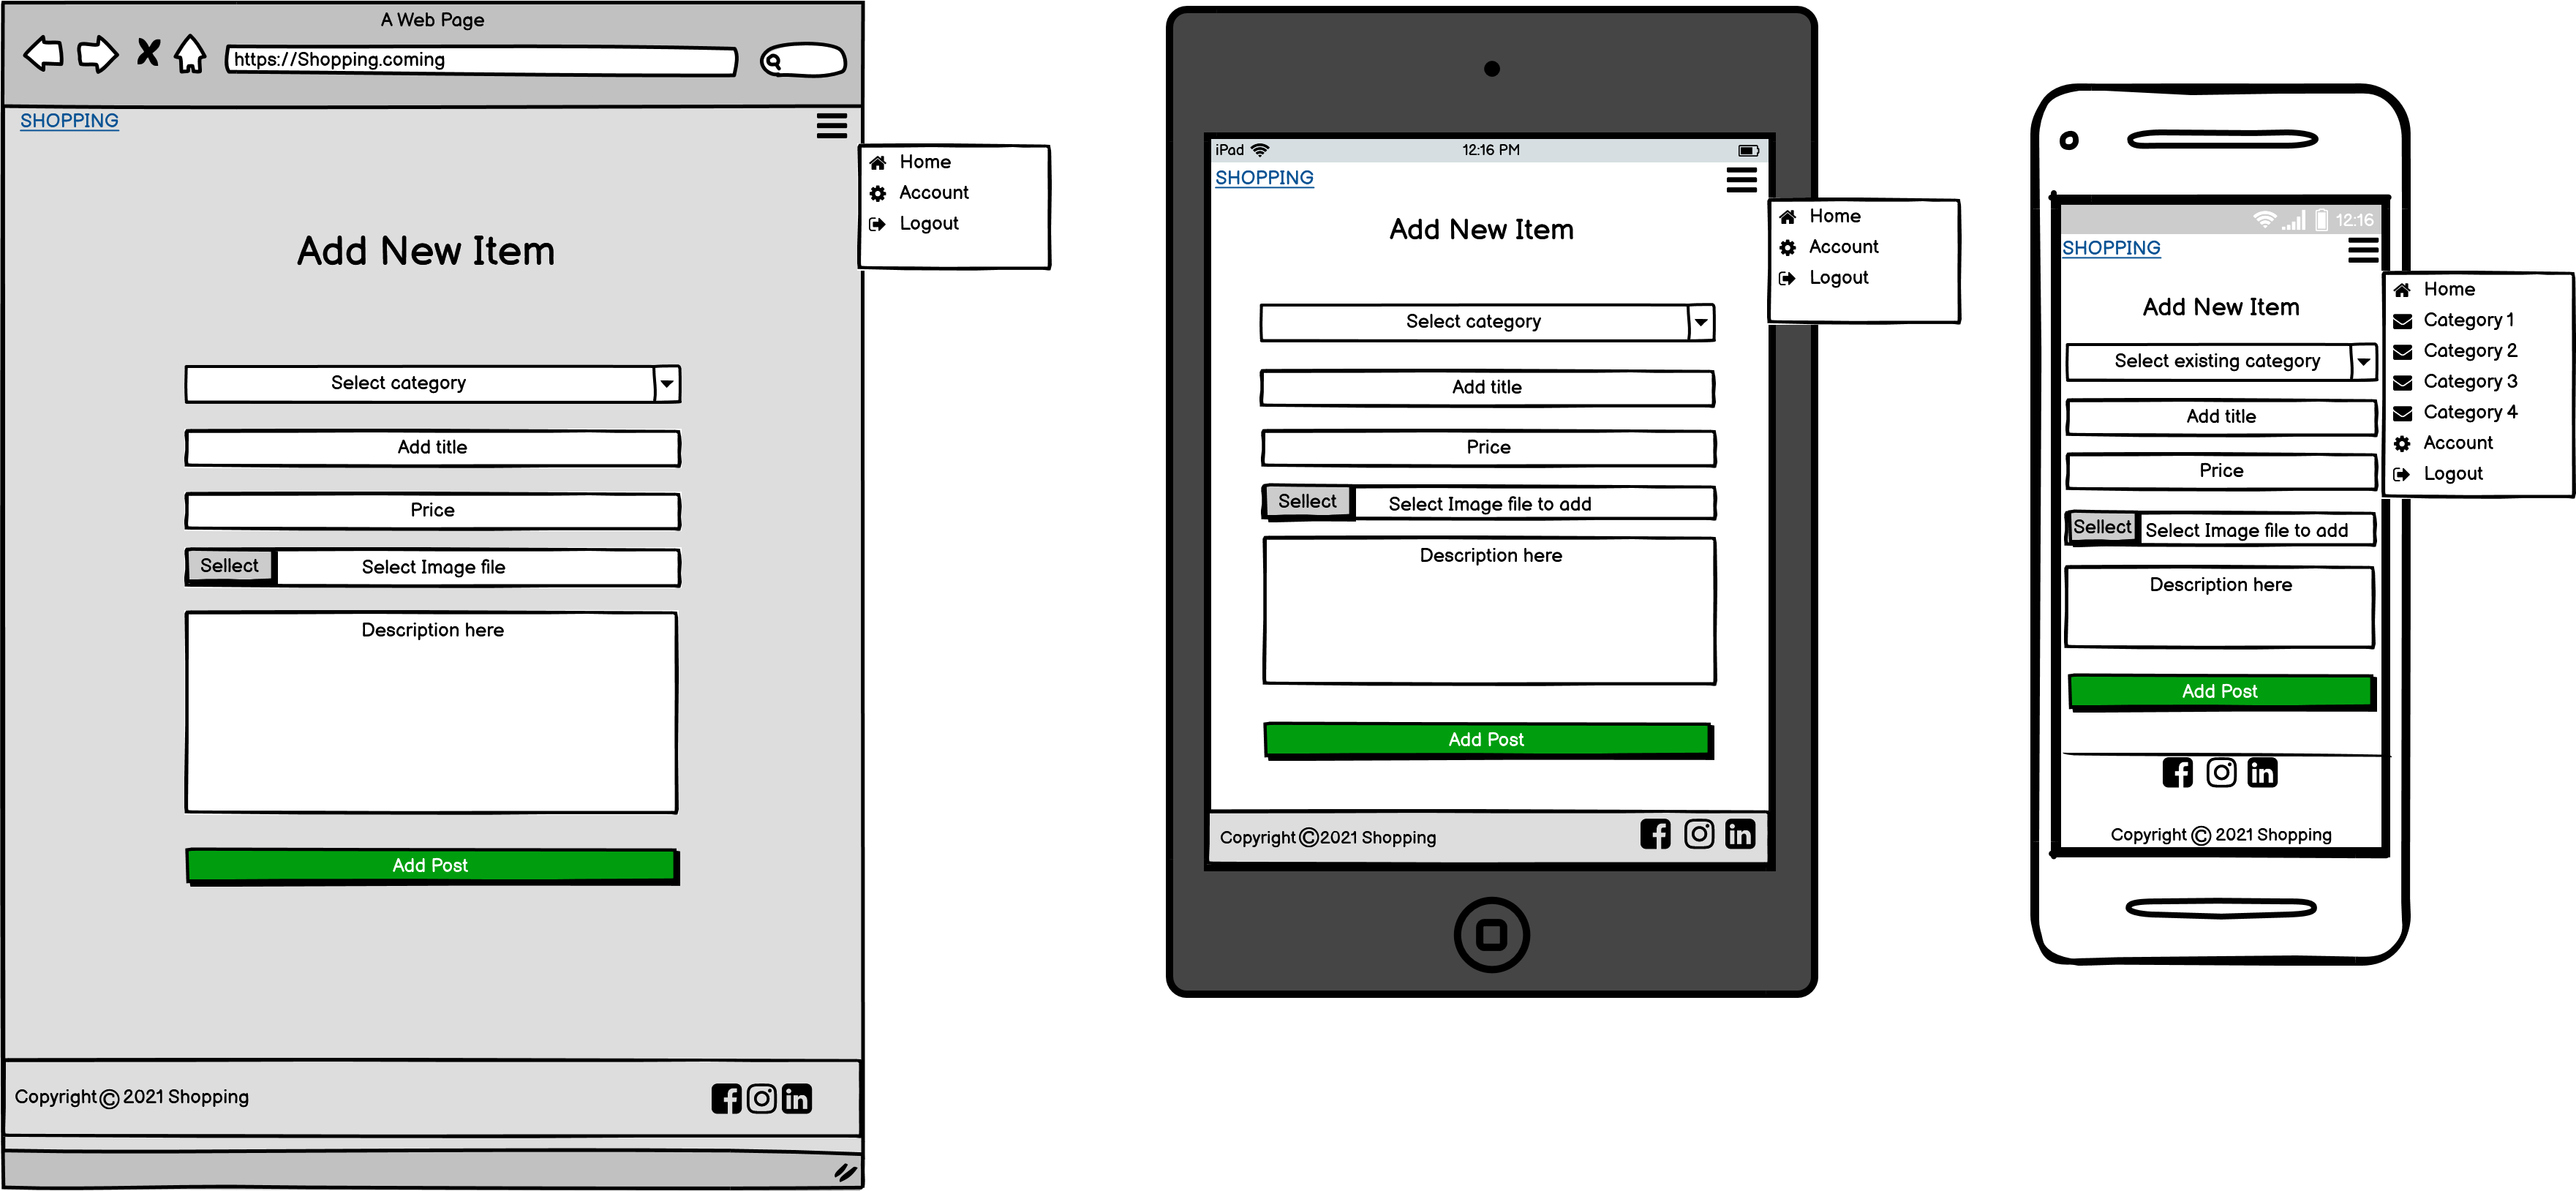 A Web Page
https://Shopping.coming
SHOPPING
Home
Account
Logout
Add New Item
Select category
Add title
Price
Sellect
Select Image file
Description here
Add Post
Copyright © 2021 Shopping
iPad
12:16 PM
SHOPPING
Home
Account
Logout
Add New Item
Select category
Add title
Price
Sellect
Select Image file to add
Description here
Add Post
Copyright © 2021 Shopping
12:16
SHOPPING
Home
Category 1
Category 2
Category 3
Category 4
Account
Logout
Add New Item
Select existing category
Add title
Price
Sellect
Select Image file to add
Description here
Add Post
Copyright © 2021 Shopping